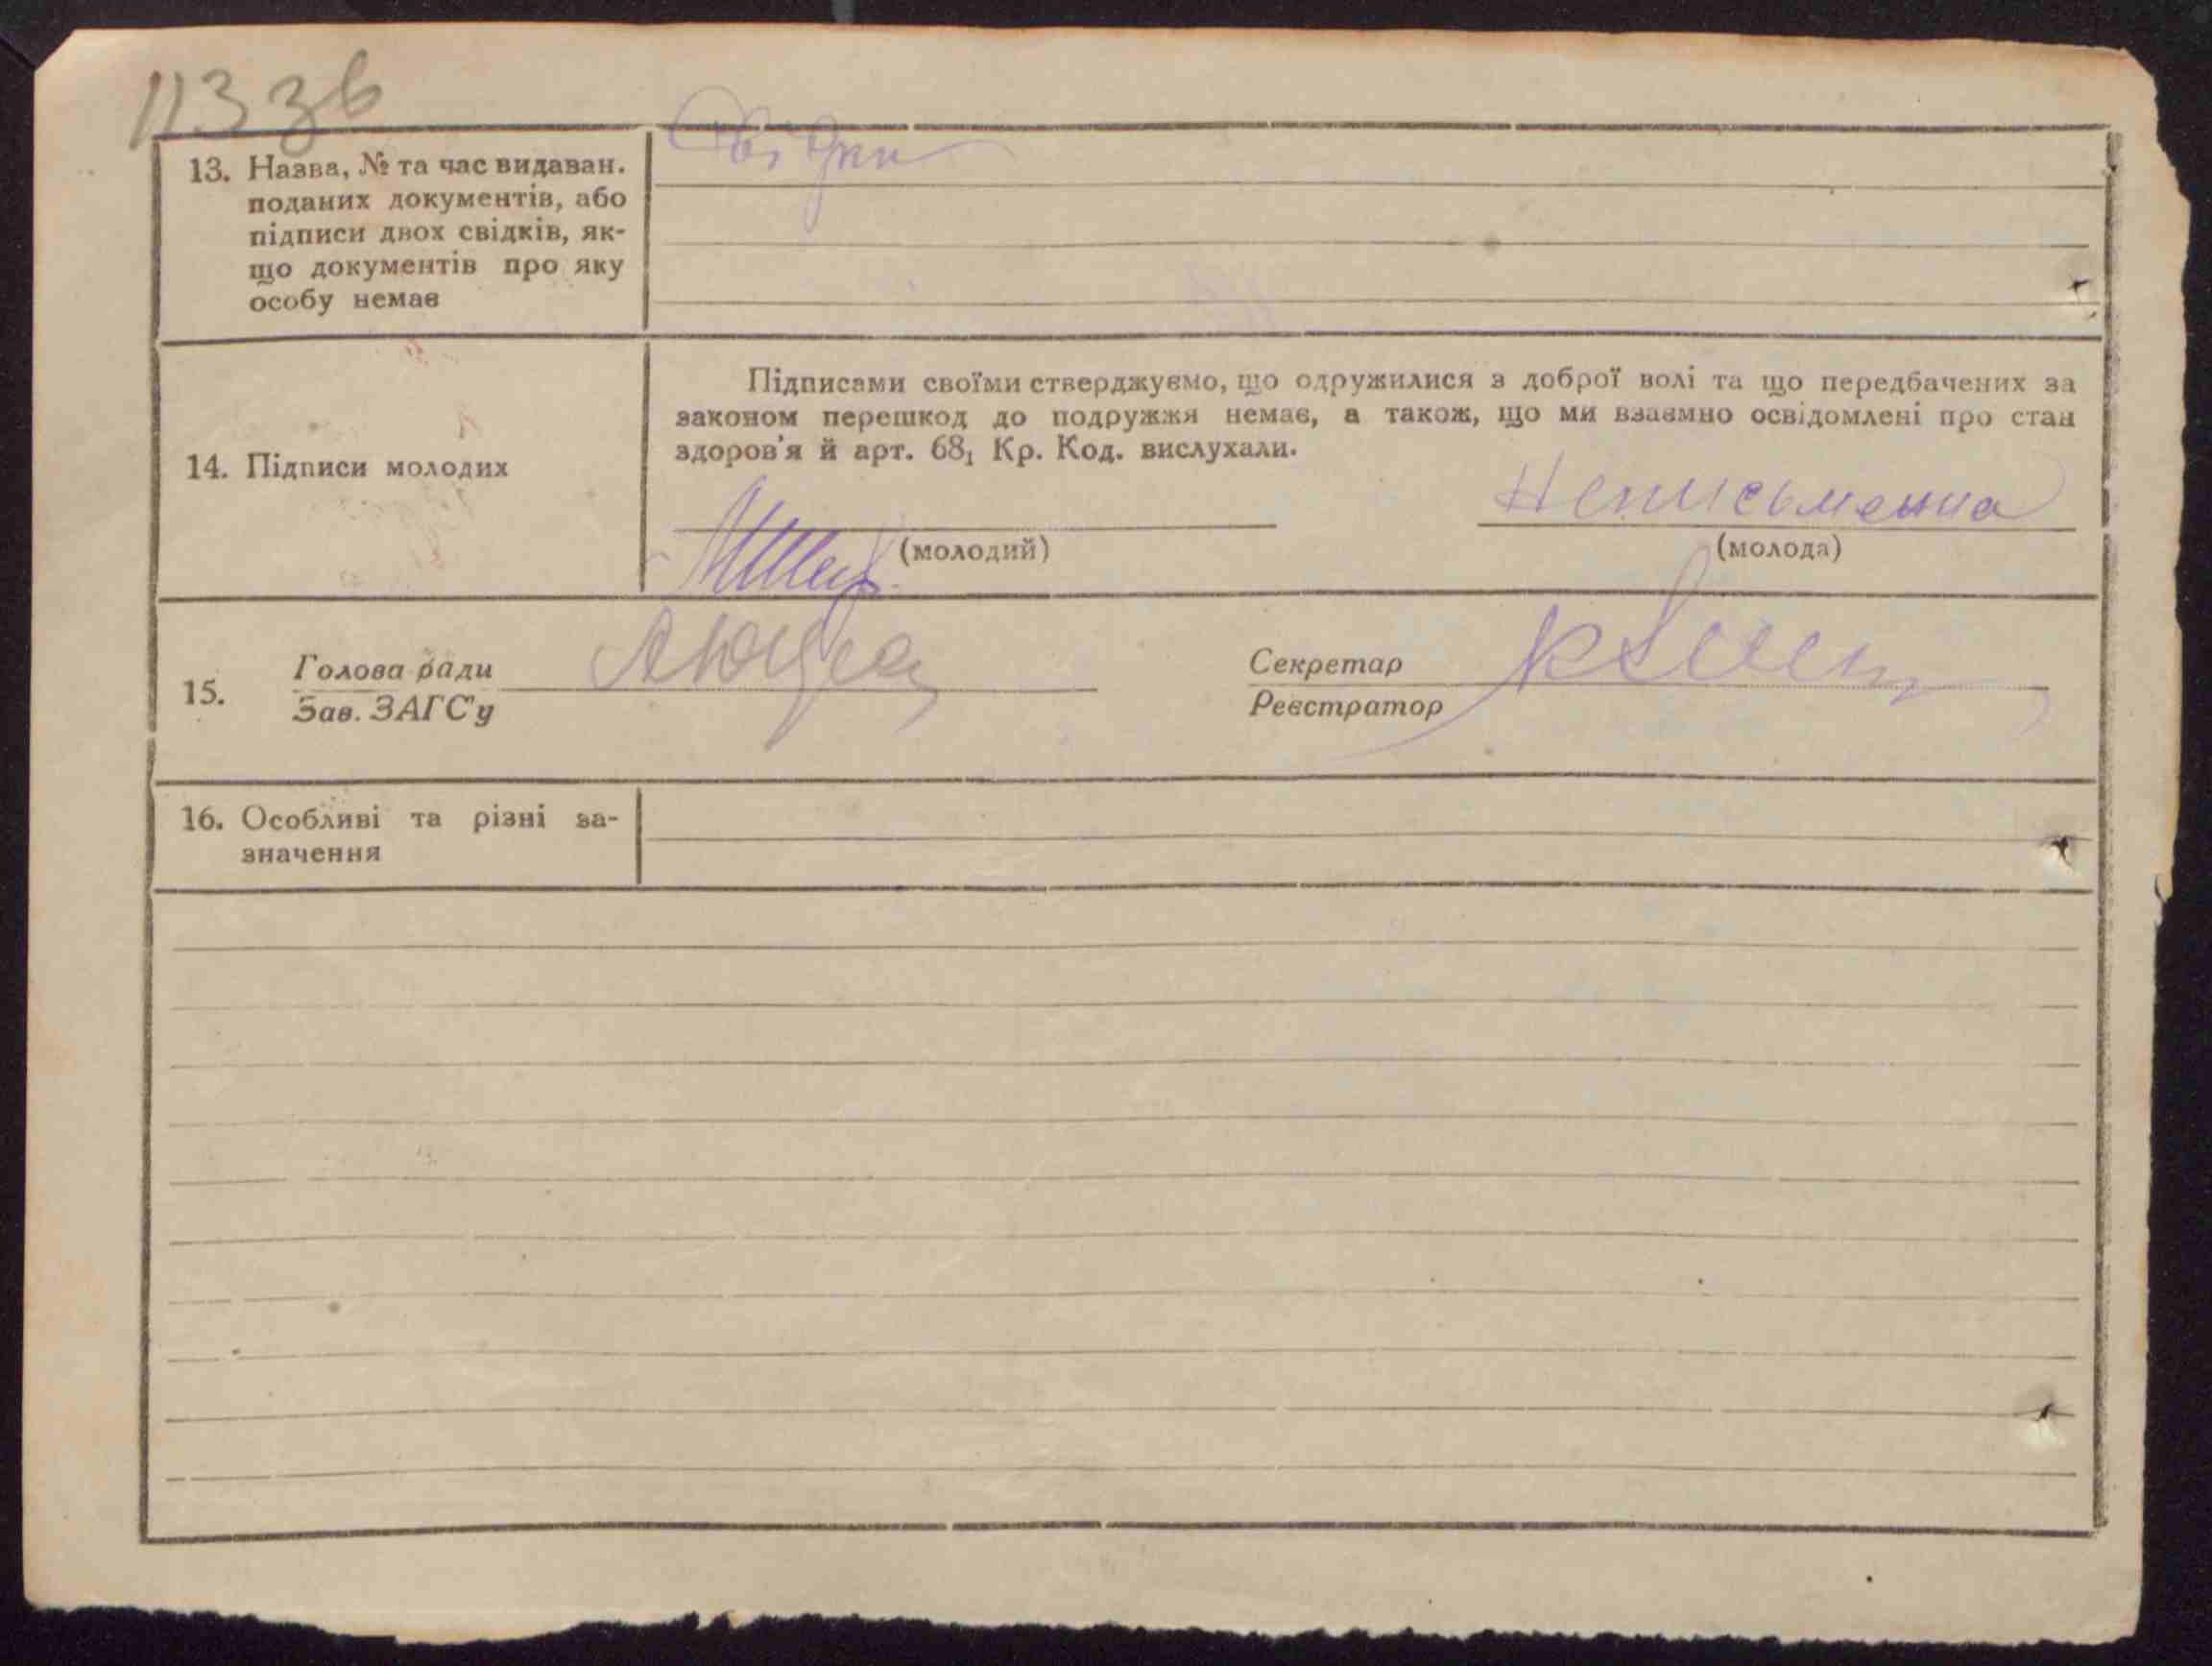 113 зв
13. Назва, № та час видаван.
поданих документів, або
підписи двох свідків, як-
що документів про яку
особу немає
Свідки
14. Підписи молодих
Підписами своїми стверджуємо, що одружилися з доброї волі та що передбачених за
законом перешкод до подружжя немає, а також, що ми взаємно освідомлені про стан
здоров'я й арт. 68₁ Кр. Код. вислухали.
Неписьменна
(молодий)
(молода)
15.
Голова ради
Зав. ЗАГС'у
Секретар
Реєстратор
16. Особливі та різні за-
значення